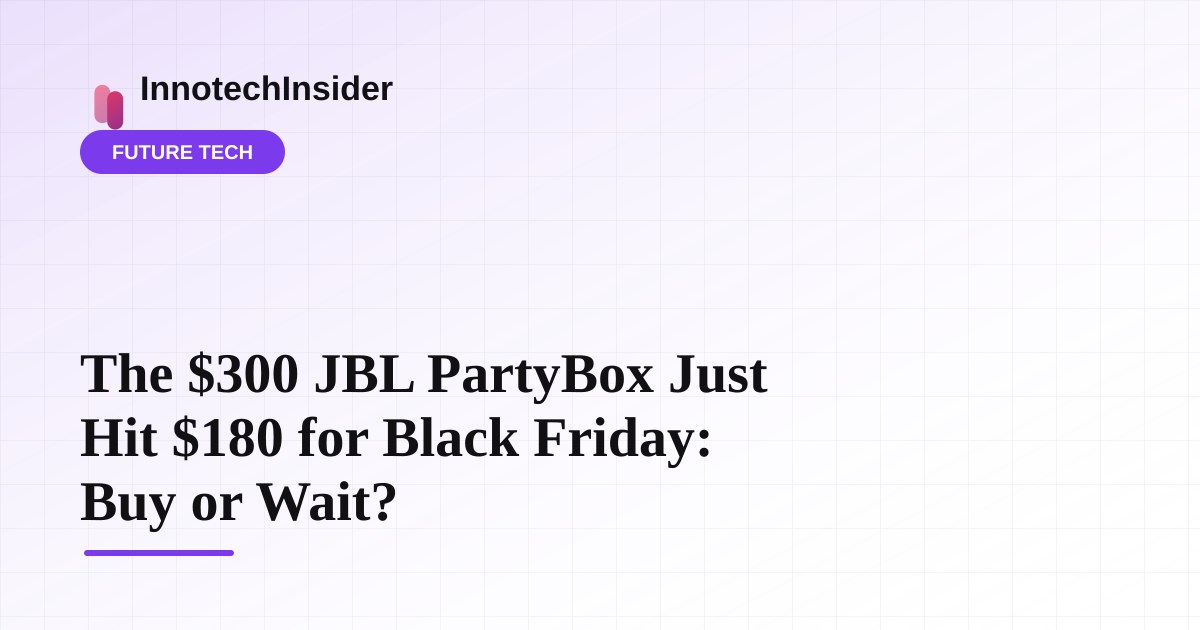 InnotechInsider
FUTURE TECH
The $300 JBL PartyBox Just
Hit $180 for Black Friday:
Buy or Wait?